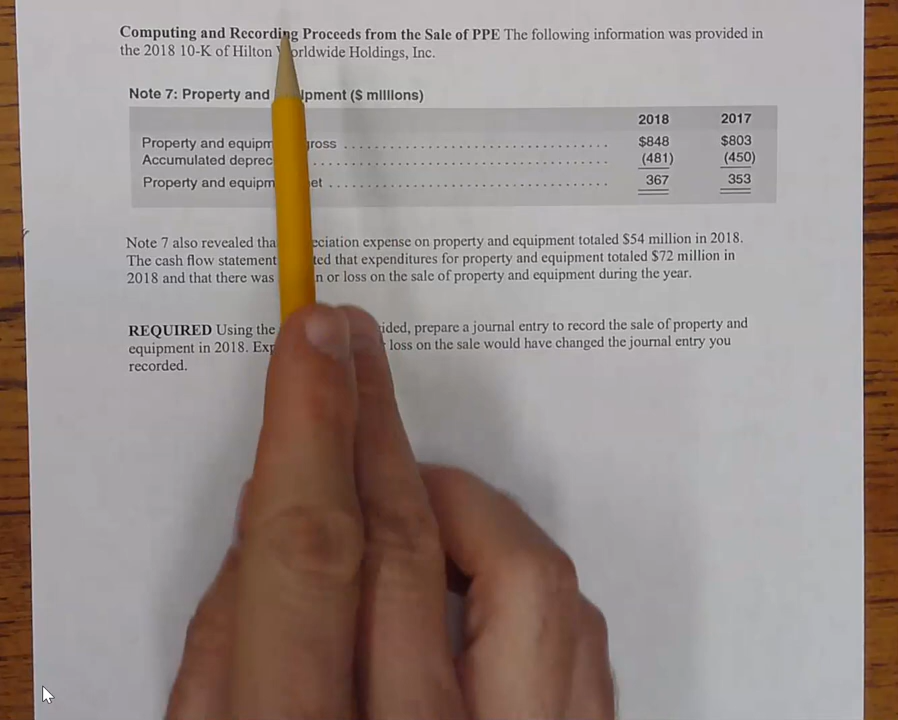 Computing and Recording Proceeds from the Sale of PPE The following information was provided in
the 2018 10-K of Hilton Worldwide Holdings, Inc.
Note 7: Property and pment ($ millions)
2018 2017
Property and equipm gross ........................................ $848 $803
Accumulated deprec ........................................ (481) (450)
Property and equipm et ........................................ 367 353
Note 7 also revealed tha eciation expense on property and equipment totaled $54 million in 2018.
The cash flow statement ted that expenditures for property and equipment totaled $72 million in
2018 and that there was n or loss on the sale of property and equipment during the year.
REQUIRED Using the ided, prepare a journal entry to record the sale of property and
equipment in 2018. Exp loss on the sale would have changed the journal entry you
recorded.